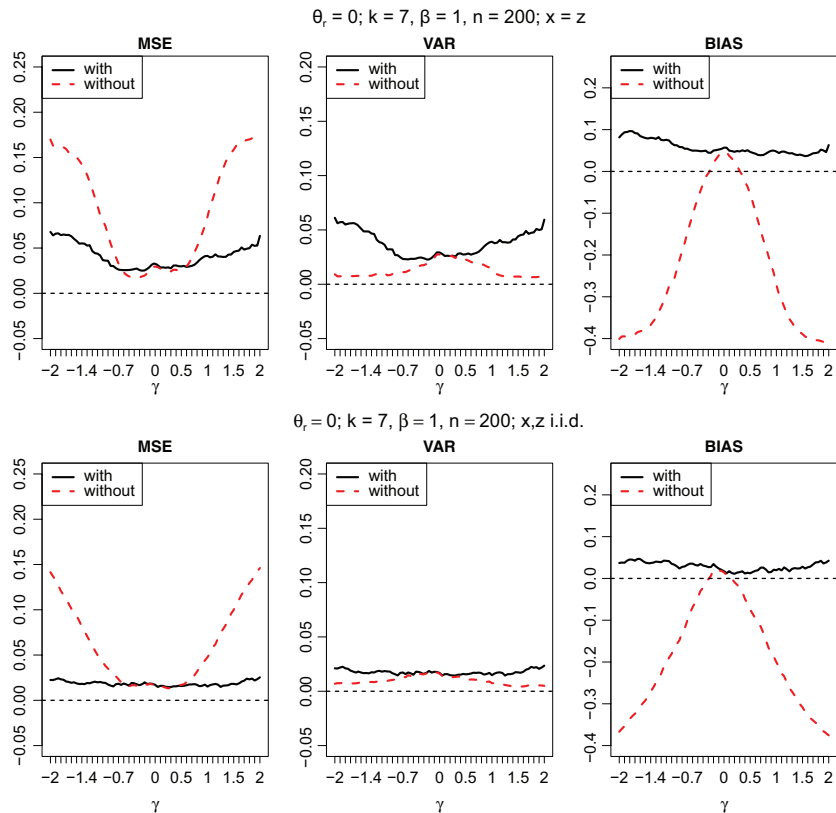 θr = 0; k = 7, β = 1, n = 200; x = z
MSE
VAR
BIAS
with
without
with
without
with
without
0.25
0.20
0.15
0.10
0.05
0.00
−0.05
0.20
0.15
0.10
0.05
0.00
−0.05
0.2
0.1
0.0
−0.1
−0.2
−0.3
−0.4
−2 −1.4 −0.7 0 0.5 1 1.5 2
−2 −1.4 −0.7 0 0.5 1 1.5 2
−2 −1.4 −0.7 0 0.5 1 1.5 2
γ
γ
γ
θr = 0; k = 7, β = 1, n = 200; x,z i.i.d.
MSE
VAR
BIAS
with
without
with
without
with
without
0.25
0.20
0.15
0.10
0.05
0.00
−0.05
0.20
0.15
0.10
0.05
0.00
−0.05
0.2
0.1
0.0
−0.1
−0.2
−0.3
−0.4
−2 −1.4 −0.7 0 0.5 1 1.5 2
−2 −1.4 −0.7 0 0.5 1 1.5 2
−2 −1.4 −0.7 0 0.5 1 1.5 2
γ
γ
γ